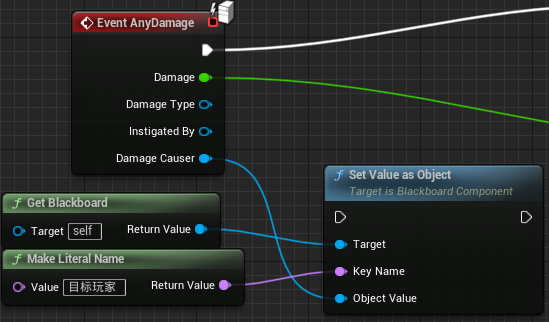 Event AnyDamage
Damage
Damage Type
Instigated By
Damage Causer
Set Value as Object
Target is Blackboard Component
Target
Key Name
Object Value
f Get Blackboard
Target self Return Value
f Make Literal Name
Value 目标玩家 Return Value